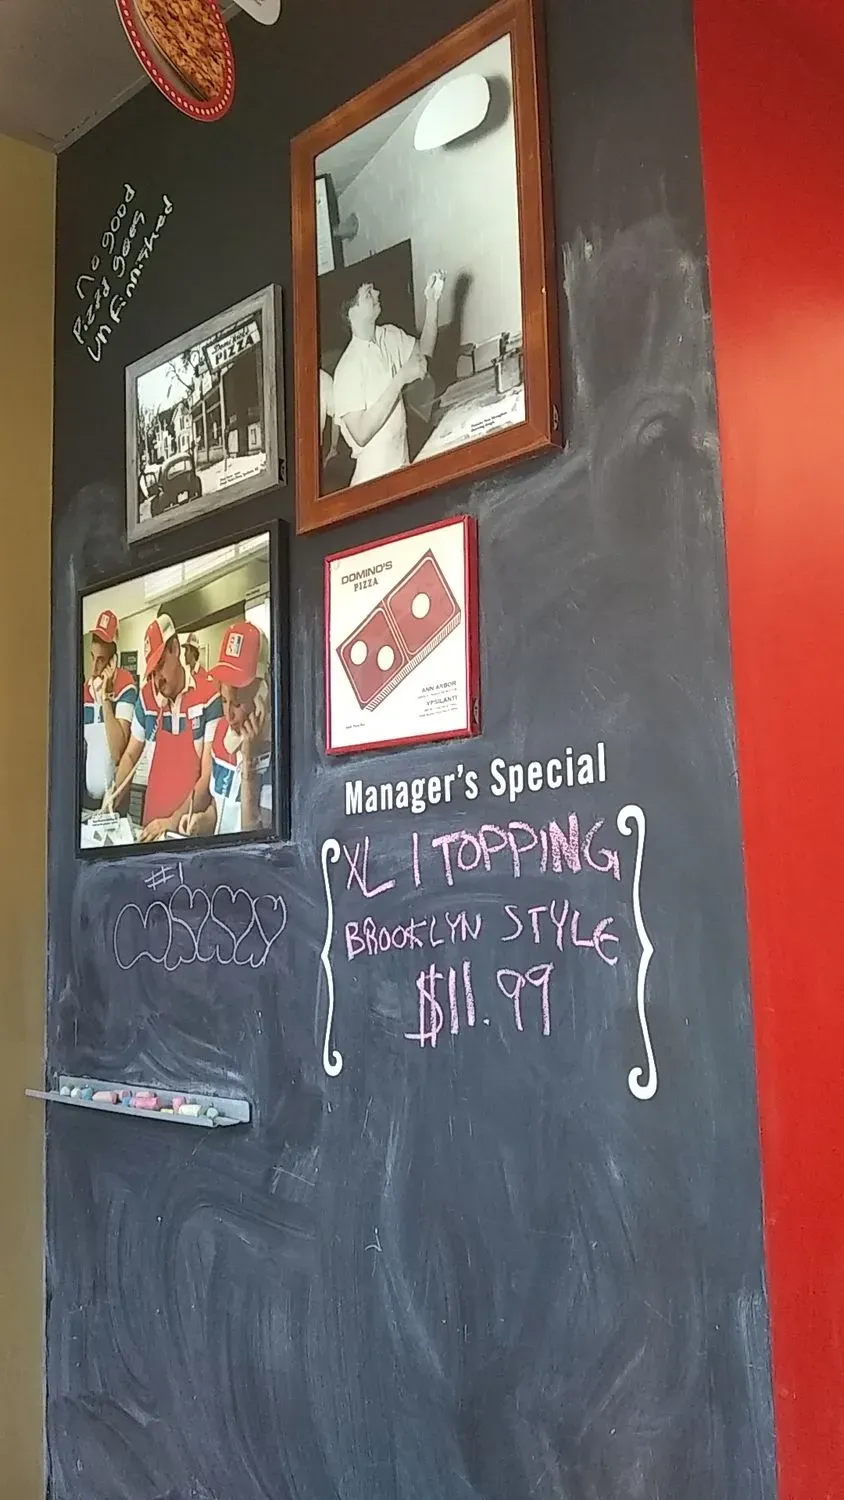 no good
pizza goes
unfinnished
PIZZA
DOMINO'S
PIZZA
ANN ARBOR
YPSILANTI
Manager's Special
XL 1 TOPPING
BROOKLYN STYLE
$11.99
#1